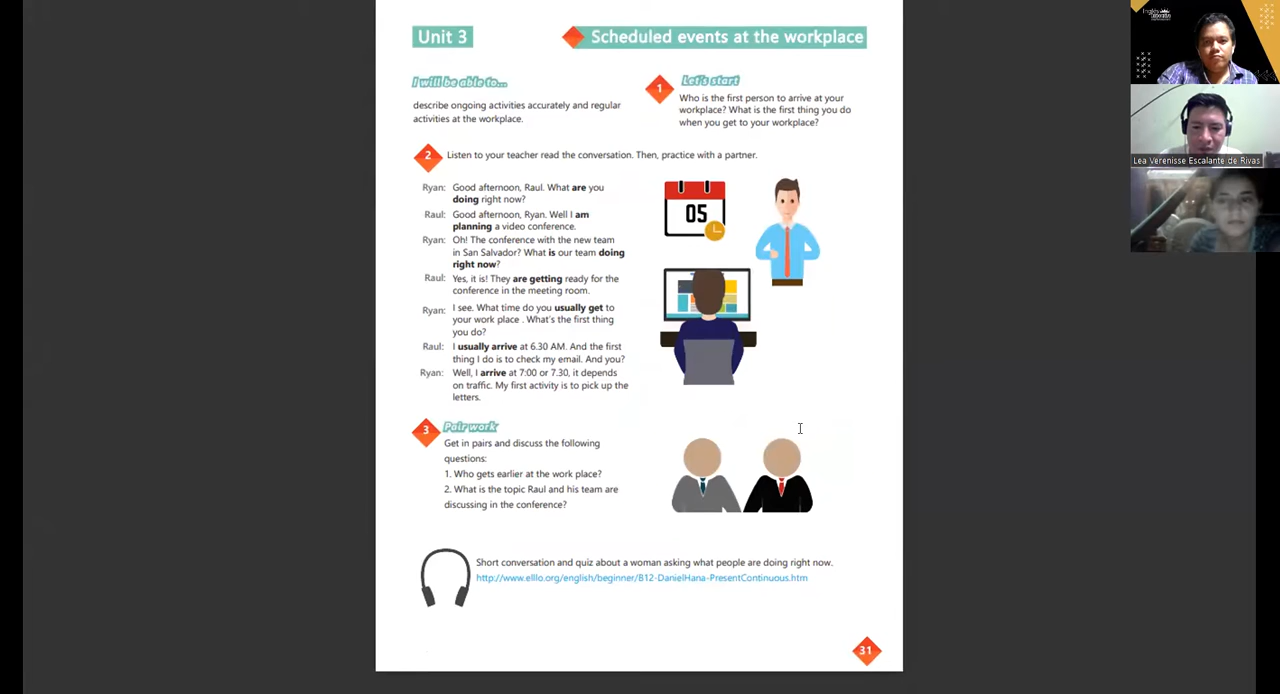 Unit 3
Scheduled events at the workplace
I will be able to...
describe ongoing activities accurately and regular
activities at the workplace.
1
Let's start
Who is the first person to arrive at your
workplace? What is the first thing you do
when you get to your workplace?
2
Listen to your teacher read the conversation. Then, practice with a partner.
Ryan: Good afternoon, Raul. What are you
doing right now?
Raul: Good afternoon, Ryan. Well I am
planning a video conference.
Ryan: Oh! The conference with the new team
in San Salvador? What is our team doing
right now?
Raul: Yes, it is! They are getting ready for the
conference in the meeting room.
Ryan: I see. What time do you usually get to
your work place . What's the first thing
you do?
Raul: I usually arrive at 6.30 AM. And the first
thing I do is to check my email. And you?
Ryan: Well, I arrive at 7:00 or 7.30, it depends
on traffic. My first activity is to pick up the
letters.
05
3
Pair work
Get in pairs and discuss the following
questions:
1. Who gets earlier at the work place?
2. What is the topic Raul and his team are
discussing in the conference?
Short conversation and quiz about a woman asking what people are doing right now.
http://www.elllo.org/english/beginner/B12-DanielHana-PresentContinuous.htm
31
Lea Verenisse Escalante de Rivas